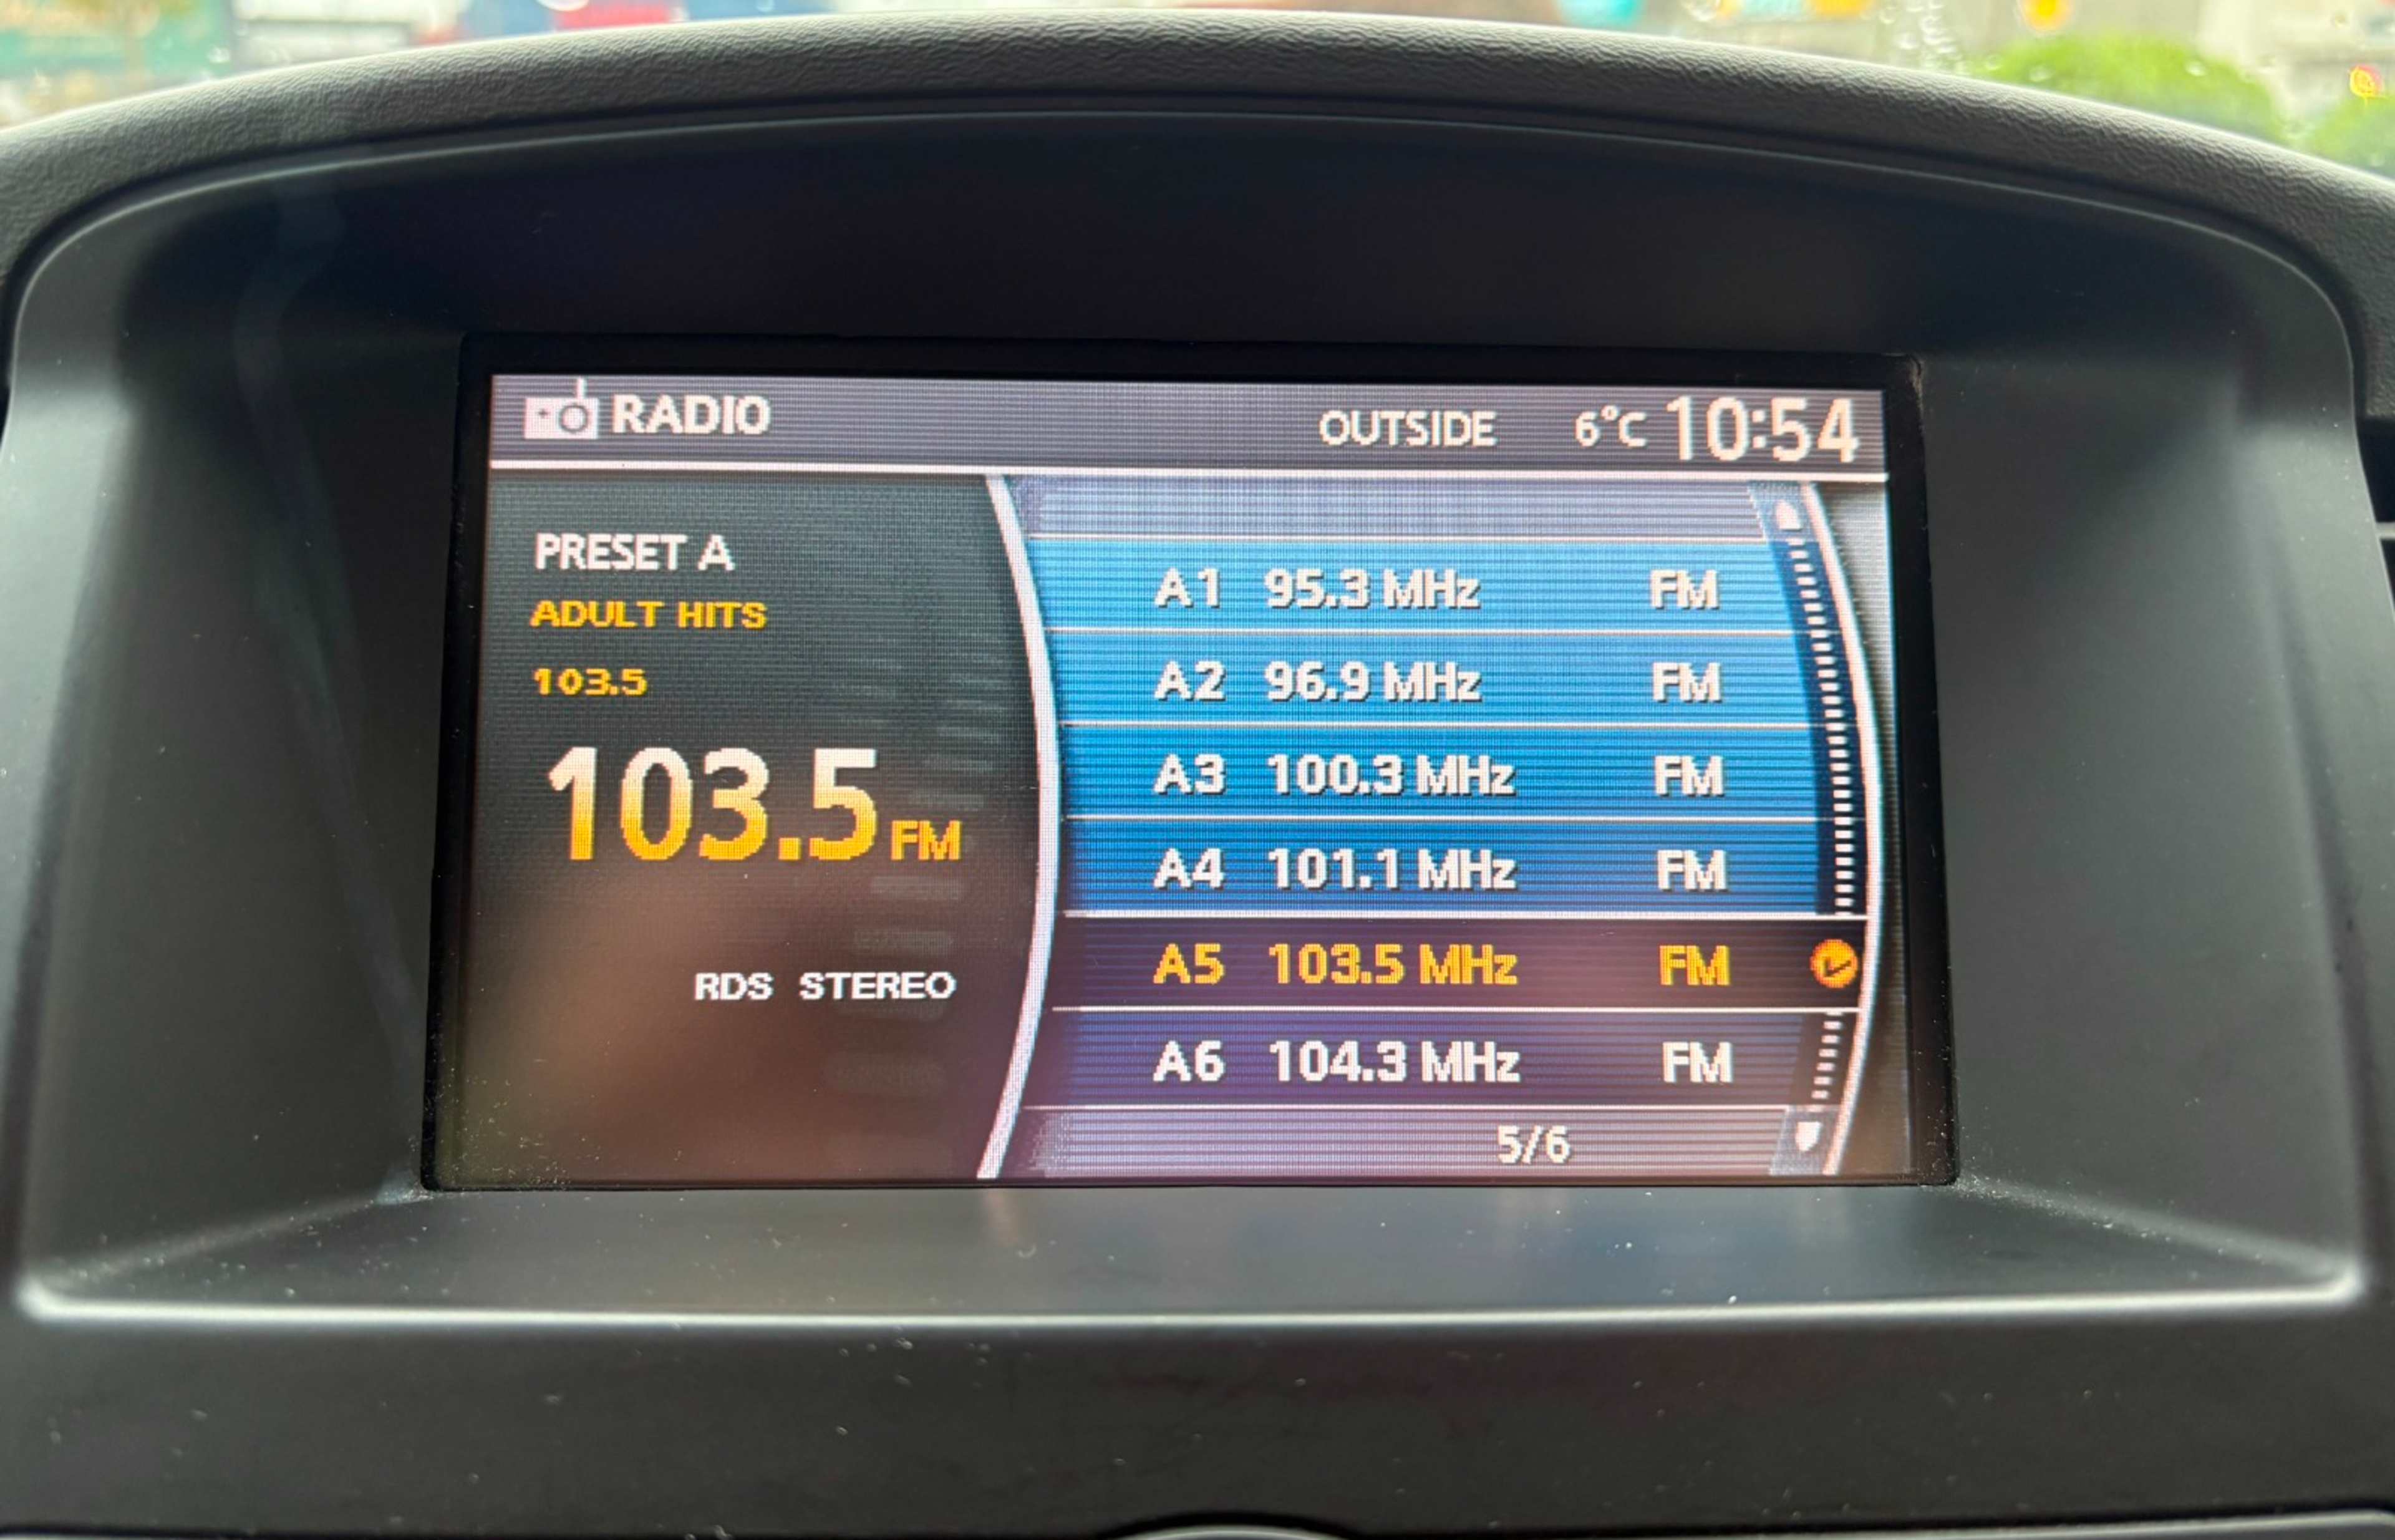 RADIO OUTSIDE 6°C 10:54
PRESET A
ADULT HITS
103.5
103.5 FM
RDS STEREO
A1 95.3 MHz FM
A2 96.9 MHz FM
A3 100.3 MHz FM
A4 101.1 MHz FM
A5 103.5 MHz FM
A6 104.3 MHz FM
5/6